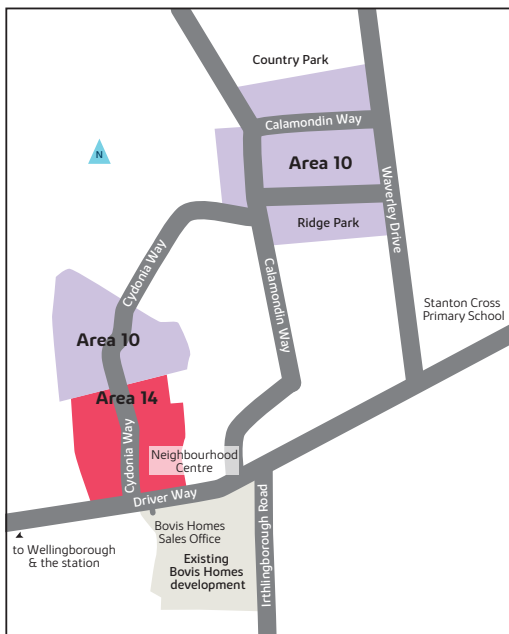 Country Park
Calamondin Way
N
Area 10
Waverley Drive
Ridge Park
Cydonia Way
Calamondin Way
Stanton Cross
Primary School
Area 10
Area 14
Cydonia Way
Neighbourhood
Centre
Driver Way
Irthlingborough Road
Bovis Homes
Sales Office
to Wellingborough
& the station
Existing
Bovis Homes
development